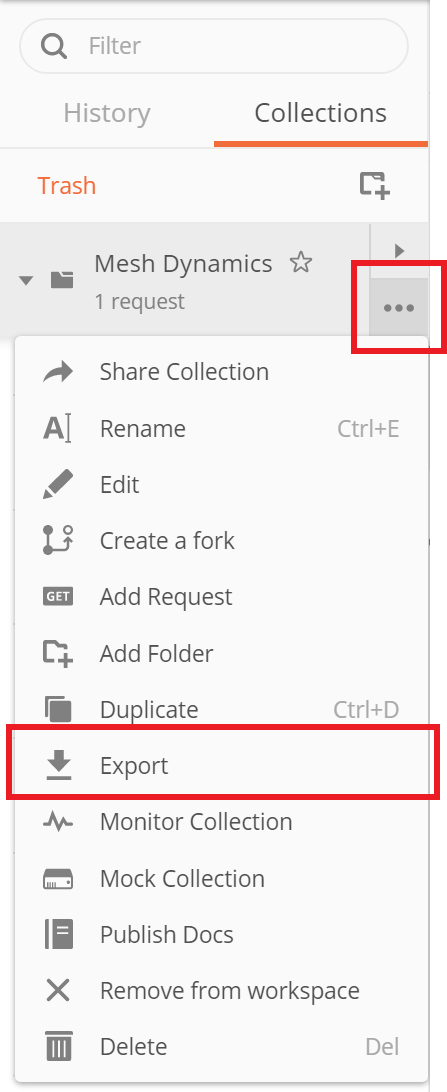 Filter
History Collections
Trash
Mesh Dynamics
1 request
Share Collection
Rename Ctrl+E
Edit
Create a fork
GET Add Request
Add Folder
Duplicate Ctrl+D
Export
Monitor Collection
Mock Collection
Publish Docs
Remove from workspace
Delete Del